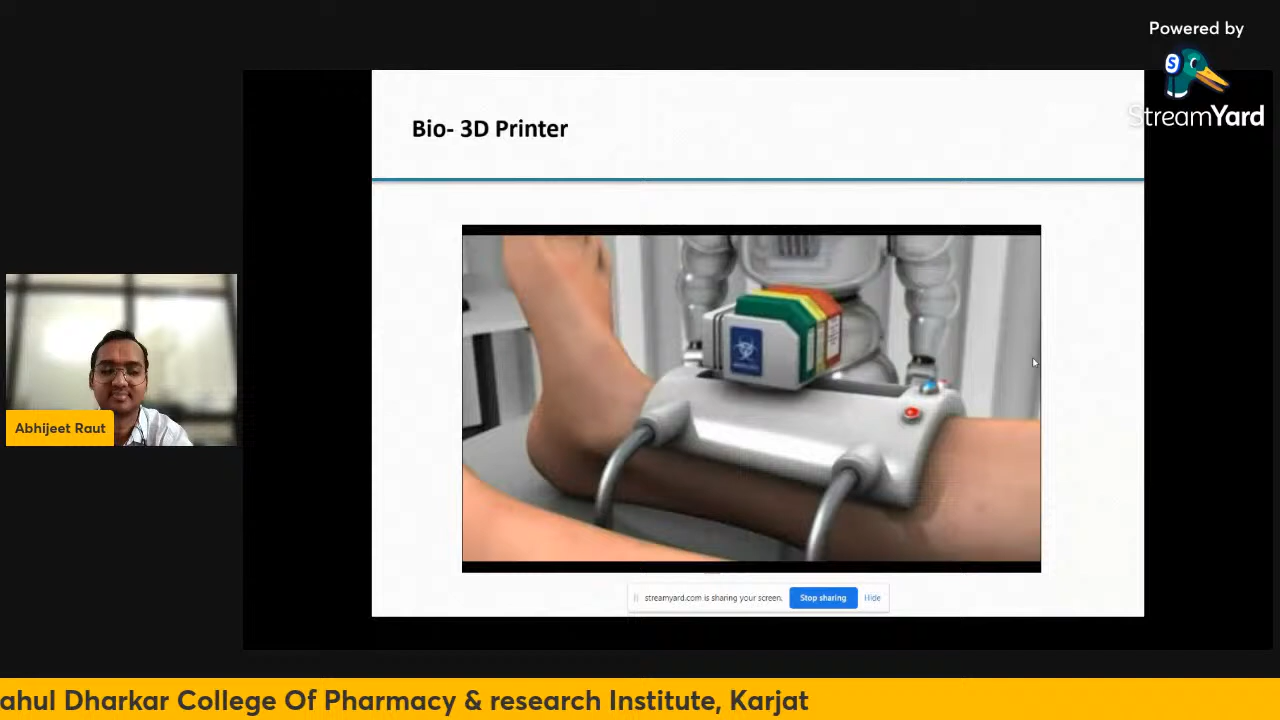 Powered by
StreamYard
Bio- 3D Printer
Abhijeet Raut
streamyard.com is sharing your screen.
Stop sharing
Hide
ahul Dharkar College Of Pharmacy & research Institute, Karjat